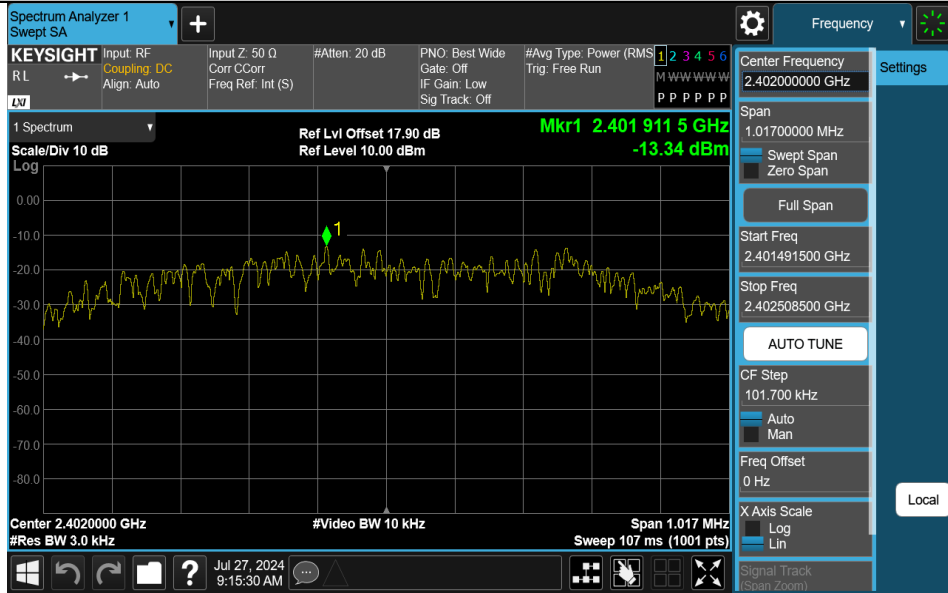 Spectrum Analyzer 1
Swept SA
Frequency
KEYSIGHT
RL
LXI
Input: RF
Coupling: DC
Align: Auto
Input Z: 50 Ω
Corr CCorr
Freq Ref: Int (S)
#Atten: 20 dB
PNO: Best Wide
Gate: Off
IF Gain: Low
Sig Track: Off
#Avg Type: Power (RMS
Trig: Free Run
1 2 3 4 5 6
M W W W W W
P P P P P P
1 Spectrum
Scale/Div 10 dB
Log
Ref Lvl Offset 17.90 dB
Ref Level 10.00 dBm
Mkr1 2.401 911 5 GHz
-13.34 dBm
1
0.00
-10.0
-20.0
-30.0
-40.0
-50.0
-60.0
-70.0
-80.0
Center 2.4020000 GHz
#Res BW 3.0 kHz
#Video BW 10 kHz
Span 1.017 MHz
Sweep 107 ms (1001 pts)
Center Frequency
2.402000000 GHz
Span
1.01700000 MHz
Swept Span
Zero Span
Full Span
Start Freq
2.401491500 GHz
Stop Freq
2.402508500 GHz
AUTO TUNE
CF Step
101.700 kHz
Auto
Man
Freq Offset
0 Hz
X Axis Scale
Log
Lin
Signal Track
(Span Zoom)
Settings
Local
?
Jul 27, 2024
9:15:30 AM